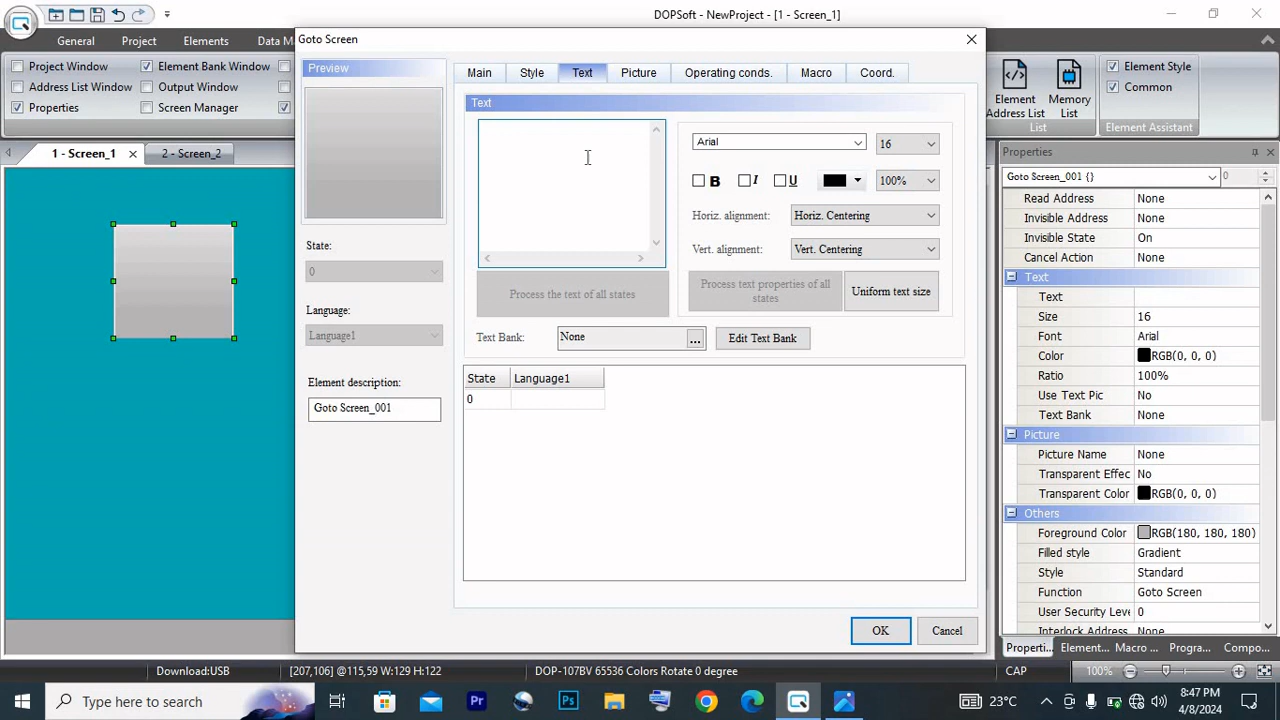 DOPSoft - NewProject - [1 - Screen_1]
General
Project
Elements
Data M
Project Window
Element Bank Window
Address List Window
Output Window
Properties
Screen Manager
Element Address List
Memory List
List
Element Style
Common
Element Assistant
1 - Screen_1
2 - Screen_2
Goto Screen
Preview
State:
0
Language:
Language1
Element description:
Goto Screen_001
Main
Style
Text
Picture
Operating conds.
Macro
Coord.
Text
Arial
16
B
I
U
100%
Horiz. alignment:
Horiz. Centering
Vert. alignment:
Vert. Centering
Process the text of all states
Process text properties of all states
Uniform text size
Text Bank:
None
...
Edit Text Bank
State
Language1
0
OK
Cancel
Properties
Goto Screen_001 {}
0
Read Address
None
Invisible Address
None
Invisible State
On
Cancel Action
None
Text
Text
Size
16
Font
Arial
Color
RGB(0, 0, 0)
Ratio
100%
Use Text Pic
No
Text Bank
None
Picture
Picture Name
None
Transparent Effec
No
Transparent Color
RGB(0, 0, 0)
Others
Foreground Color
RGB(180, 180, 180)
Filled style
Gradient
Style
Standard
Function
Goto Screen
User Security Leve
0
Interlock Address
None
Properti...
Element...
Macro ...
Progra...
Compo...
Download:USB
[207,106] @115,59 W:129 H:122
DOP-107BV 65536 Colors Rotate 0 degree
CAP
100%
Type here to search
Pr
Ps
23°C
8:47 PM
4/8/2024